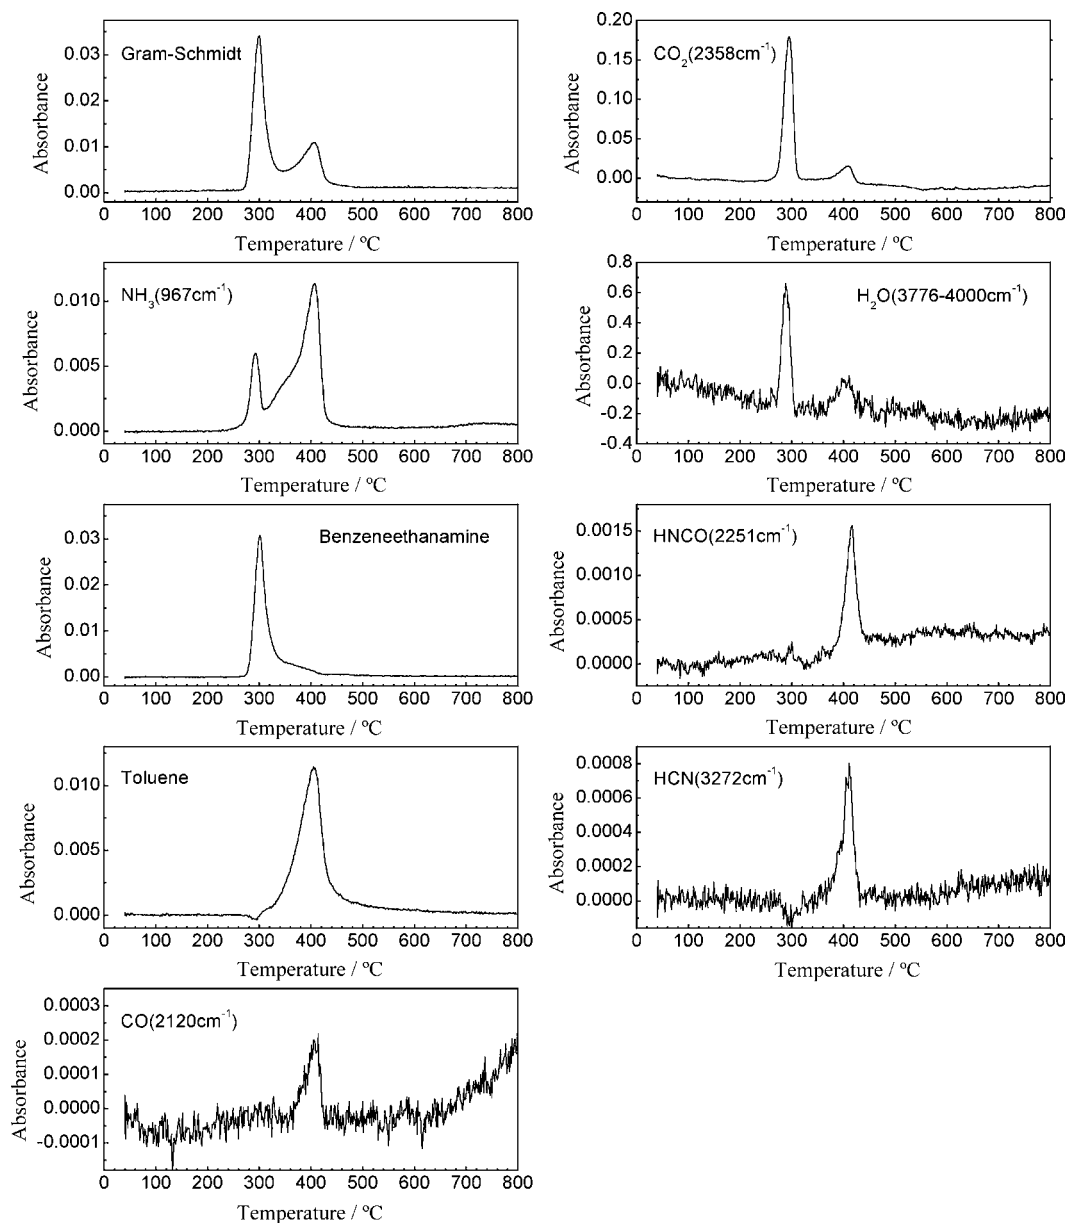 Gram-Schmidt
0.03
0.02
0.01
0.00
0 100 200 300 400 500 600 700 800
Absorbance
Temperature / ºC
CO2(2358cm-1)
0.20
0.15
0.10
0.05
0.00
0 100 200 300 400 500 600 700 800
Absorbance
Temperature / ºC
NH3(967cm-1)
0.010
0.005
0.000
0 100 200 300 400 500 600 700 800
Absorbance
Temperature / ºC
H2O(3776-4000cm-1)
0.8
0.6
0.4
0.2
0.0
-0.2
-0.4
0 100 200 300 400 500 600 700 800
Absorbance
Temperature / ºC
Benzeneethanamine
0.03
0.02
0.01
0.00
0 100 200 300 400 500 600 700 800
Absorbance
Temperature / ºC
HNCO(2251cm-1)
0.0015
0.0010
0.0005
0.0000
0 100 200 300 400 500 600 700 800
Absorbance
Temperature / ºC
Toluene
0.010
0.005
0.000
0 100 200 300 400 500 600 700 800
Absorbance
Temperature / ºC
HCN(3272cm-1)
0.0008
0.0006
0.0004
0.0002
0.0000
0 100 200 300 400 500 600 700 800
Absorbance
Temperature / ºC
CO(2120cm-1)
0.0003
0.0002
0.0001
0.0000
-0.0001
0 100 200 300 400 500 600 700 800
Absorbance
Temperature / ºC